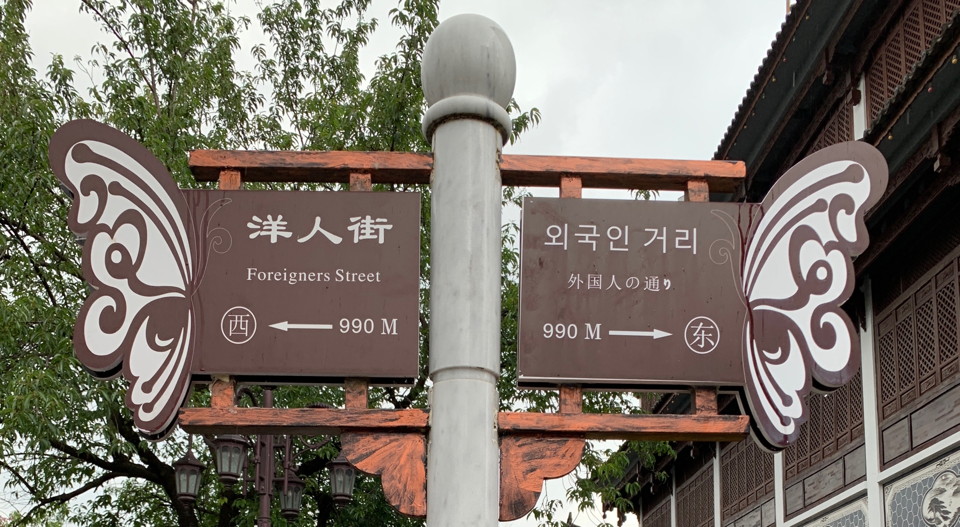 洋人街
Foreigners Street
西 ← 990 M
외국인 거리
外国人の通り
990 M → 东